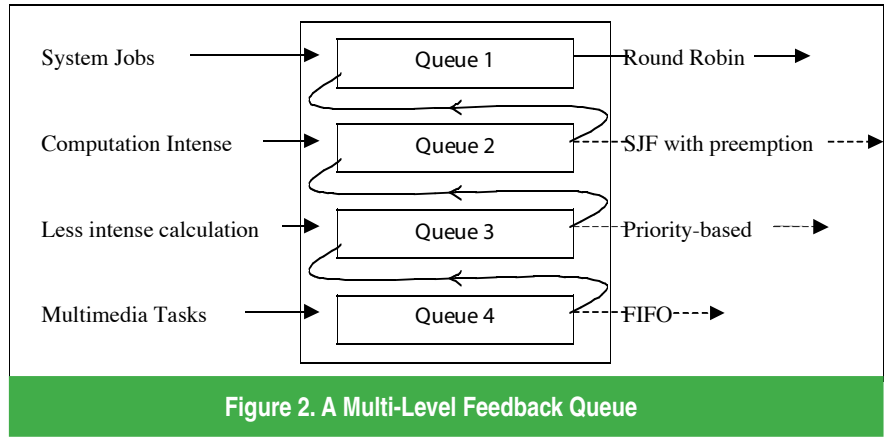 System Jobs Queue 1 Round Robin
Computation Intense Queue 2 SJF with preemption
Less intense calculation Queue 3 Priority-based
Multimedia Tasks Queue 4 FIFO
Figure 2. A Multi-Level Feedback Queue